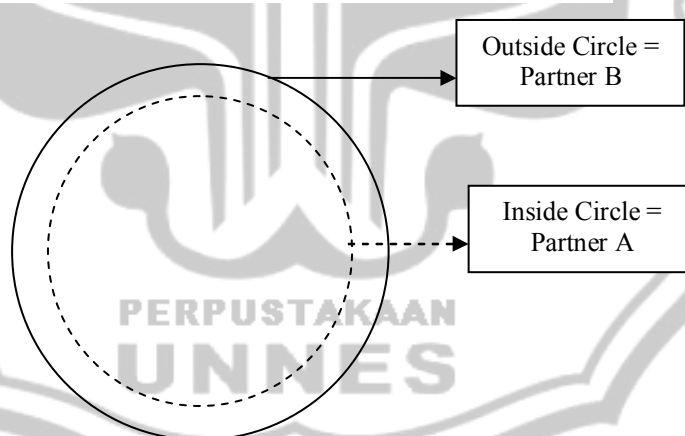 Outside Circle =
Partner B
Inside Circle =
Partner A
PERPUSTAKAAN
UNNES